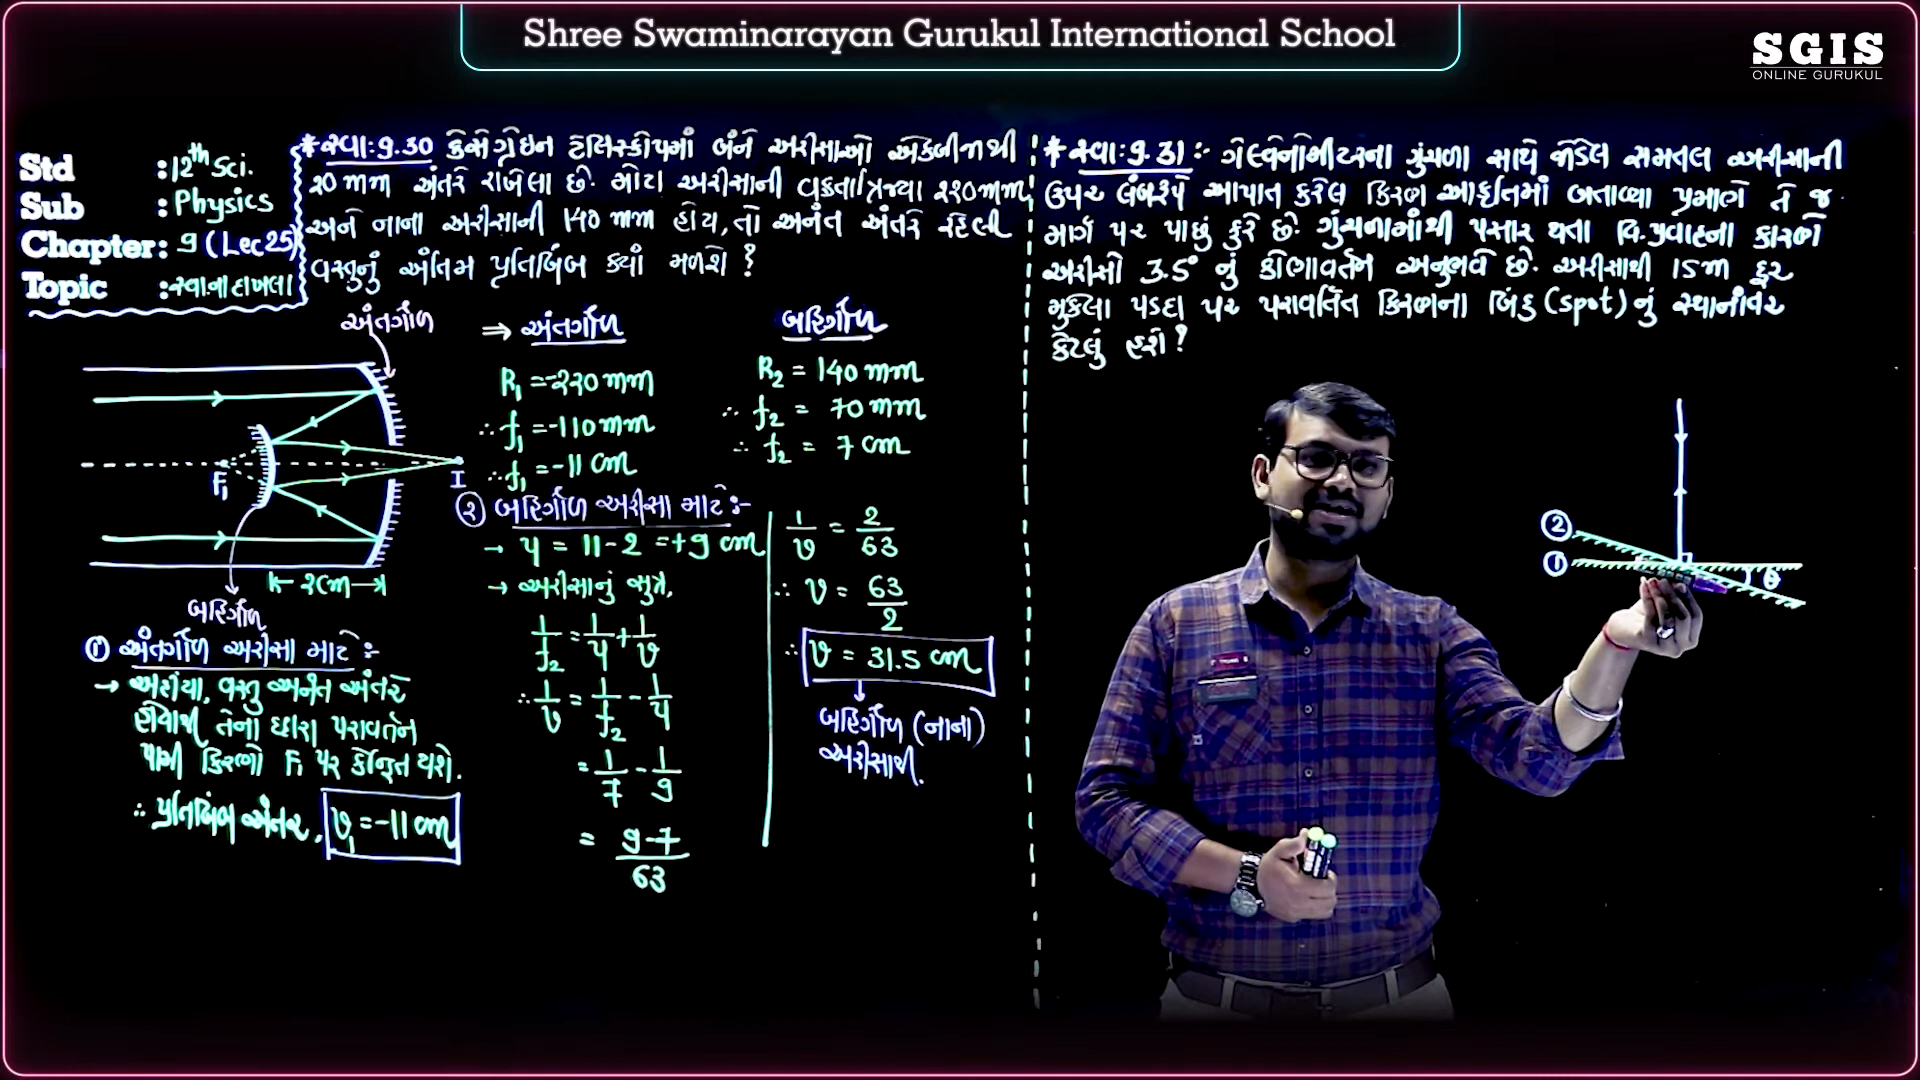 Shree Swaminarayan Gurukul International School
SGIS
ONLINE GURUKUL
Std : 12th Sci.
Sub : Physics
Chapter : 9 (Lec 25)
Topic : સ્વા.ના દાખલા
*સ્વા: 9.30 કેસેગ્રેઇન ટેલિસ્કોપમાં બંને અરીસાઓ એકબીજાથી
૨૦ mm અંતરે રાખેલા છે. મોટા અરીસાની વક્રતાત્રિજ્યા ૨૨૦ mm
અને નાના અરીસાની 140 mm હોય, તો અનંત અંતરે રહેલી
વસ્તુનું અંતિમ પ્રતિબિંબ ક્યાં મળશે ?
અંતર્ગોળ
F₁
I
૨cm
બહિર્ગોળ
① અંતર્ગોળ અરીસા માટે :-
→ અહીંયા, વસ્તુ અનંત અંતરે
હોવાથી તેના દ્વારા પરાવર્તન
પામી કિરણો F₁ પર કેન્દ્રિત થશે.
∴ પ્રતિબિંબ અંતર, v₁ = -11 cm
⇒ અંતર્ગોળ
R₁ = -૨૨૦ mm
∴ f₁ = -110 mm
∴ f₁ = -11 cm
બહિર્ગોળ
R₂ = 140 mm
∴ f₂ = 70 mm
∴ f₂ = 7 cm
② બહિર્ગોળ અરીસા માટે :-
→ u = 11 - 2 = +9 cm
→ અરીસાનું સુત્ર,
1/f₂ = 1/u + 1/v
∴ 1/v = 1/f₂ - 1/u
= 1/7 - 1/9
= 9-7/63
1/v = 2/63
∴ v = 63/2
∴ v = 31.5 cm
બહિર્ગોળ (નાના)
અરીસાથી.
*સ્વા: 9.31 :- ગેલ્વેનોમીટરના ગુંચળા સાથે જોડેલ સમતલ અરીસાની
ઉપર લંબરૂપે આપાત કરેલ કિરણ આકૃતિમાં બતાવ્યા પ્રમાણે તે જ
માર્ગ પર પાછું ફરે છે. ગુંચળામાંથી પસાર થતા વિ.પ્રવાહના કારણે
અરીસો 3.5° નું કોણાવર્તન અનુભવે છે. અરીસાથી 1.5m દૂર
મુકેલા પડદા પર પરાવર્તિત કિરણના બિંદુ (spot) નું સ્થાનાંતર
કેટલું હશે ?
②
①
θ